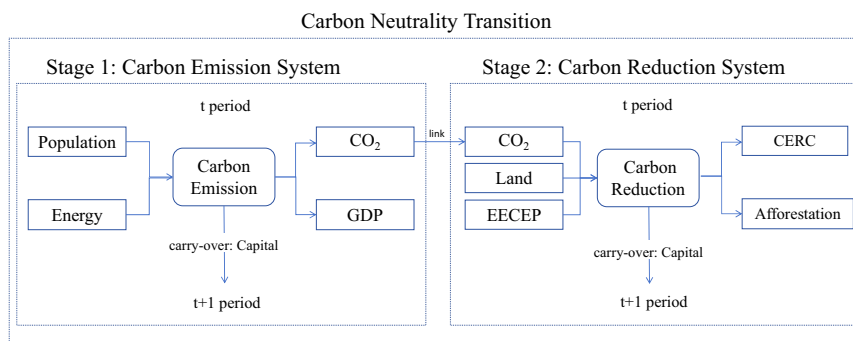 Carbon Neutrality Transition
Stage 1: Carbon Emission System
Stage 2: Carbon Reduction System
t period
Population
Energy
Carbon
Emission
CO₂
GDP
carry-over: Capital
t+1 period
link
t period
CO₂
Land
EECEP
Carbon
Reduction
CERC
Afforestation
carry-over: Capital
t+1 period